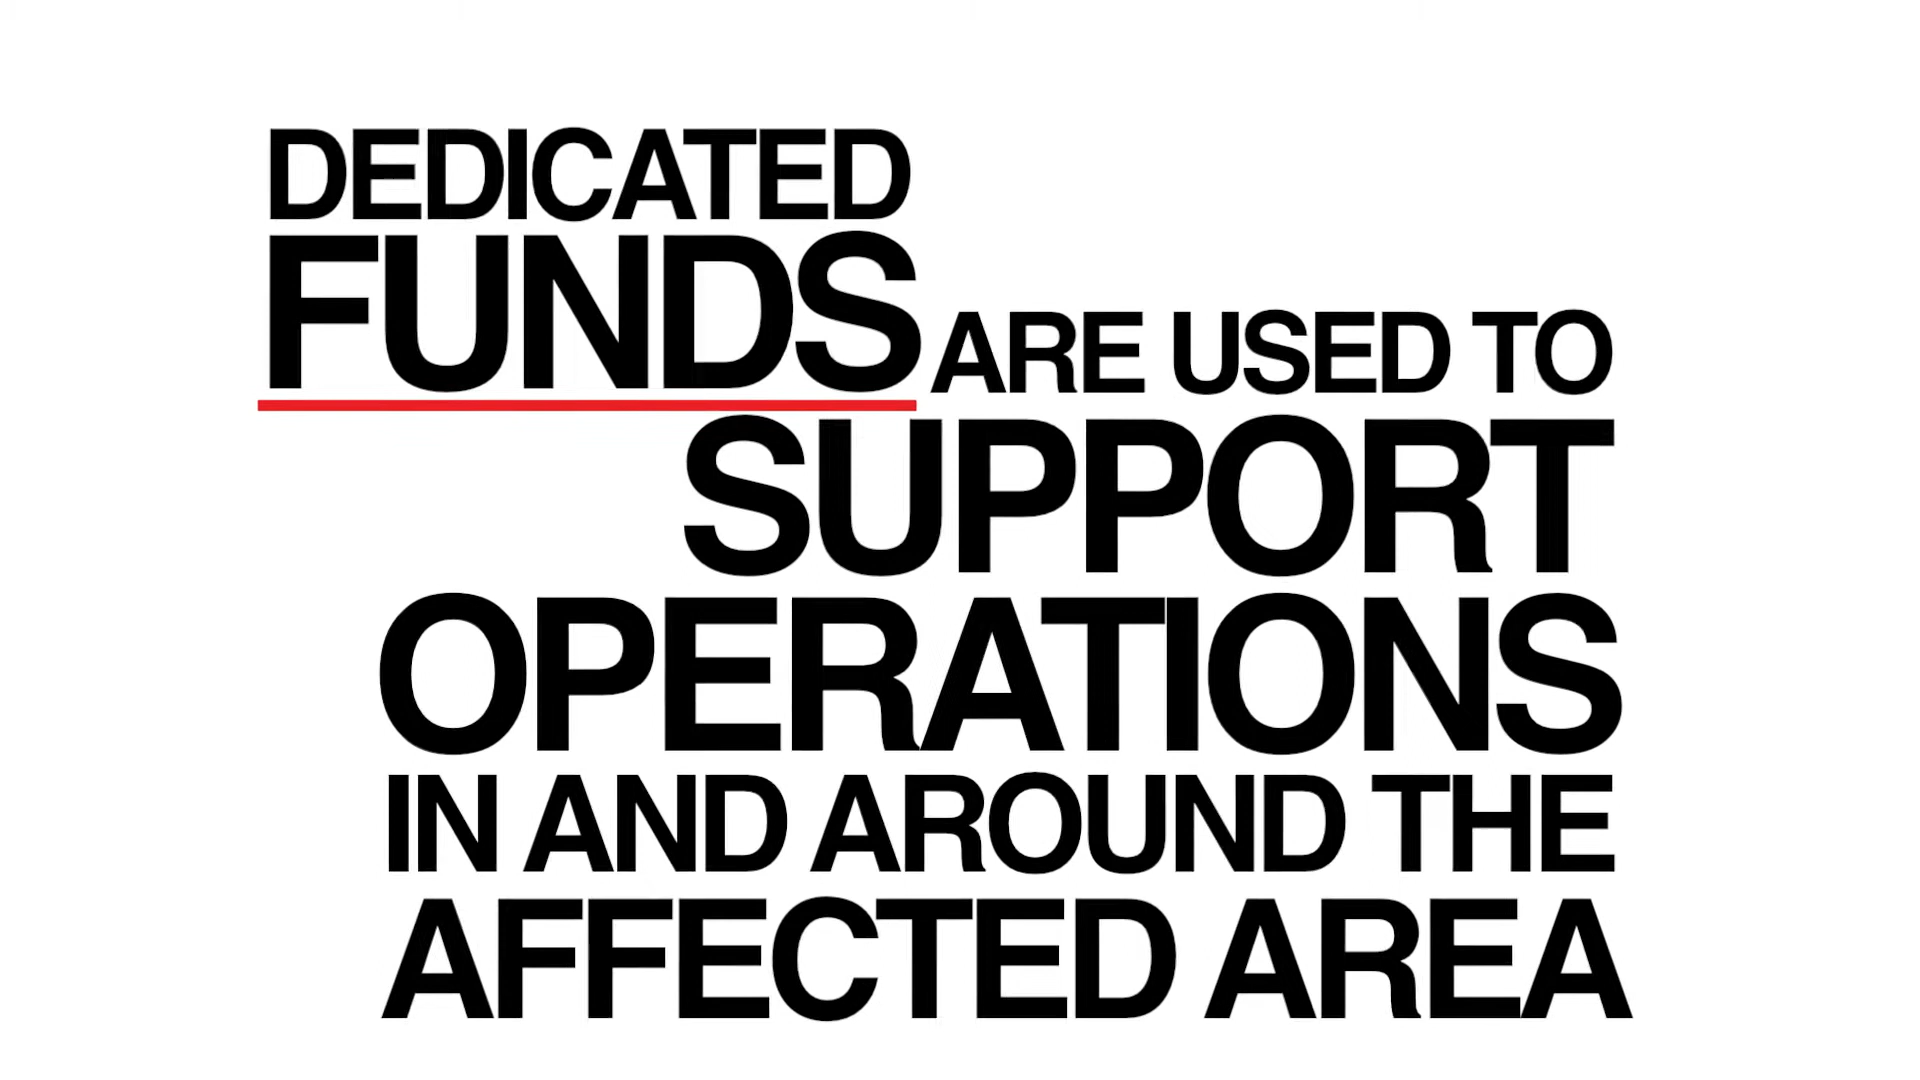 DEDICATED
FUNDS ARE USED TO
SUPPORT
OPERATIONS
IN AND AROUND THE
AFFECTED AREA